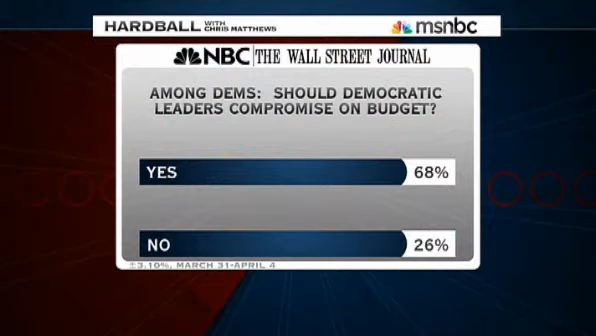 HARDBALL WITH CHRIS MATTHEWS
msnbc
NBC THE WALL STREET JOURNAL
AMONG DEMS: SHOULD DEMOCRATIC
LEADERS COMPROMISE ON BUDGET?
YES 68%
NO 26%
±3.10%, MARCH 31-APRIL 4